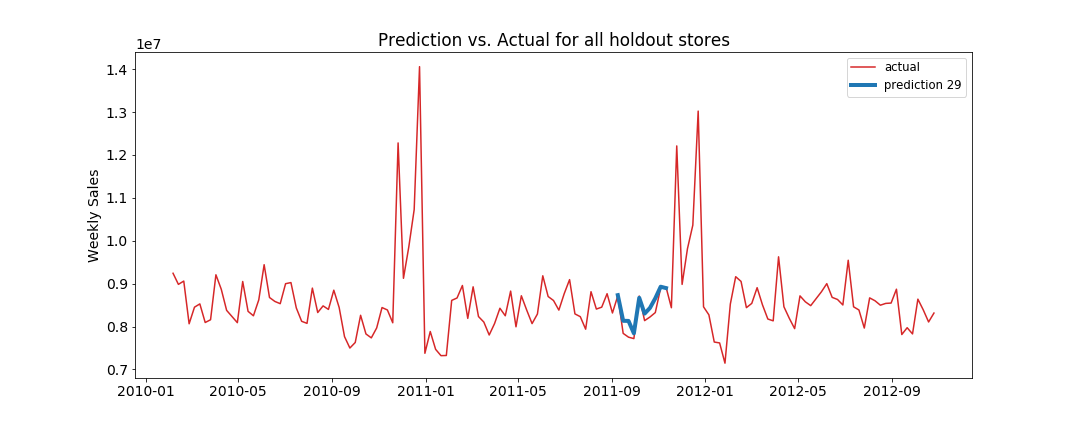 Prediction vs. Actual for all holdout stores
1e7
actual
prediction 29
Weekly Sales
1.4
1.3
1.2
1.1
1.0
0.9
0.8
0.7
2010-01 2010-05 2010-09 2011-01 2011-05 2011-09 2012-01 2012-05 2012-09